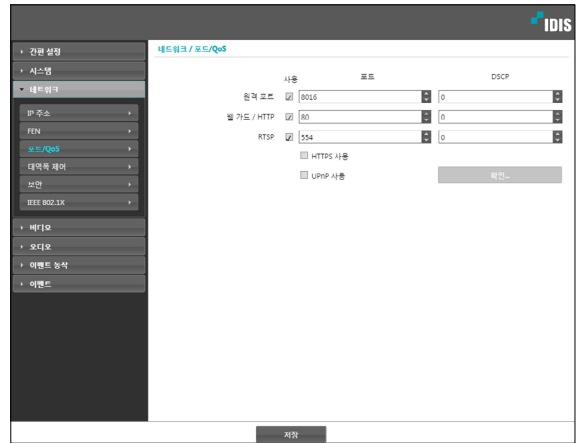 IDIS
간편 설정
시스템
네트워크
IP 주소
FEN
포트/QoS
대역폭 제어
보안
IEEE 802.1X
비디오
오디오
이벤트 동작
이벤트
네트워크 / 포트/QoS
사용 포트 DSCP
원격 포트 8016 0
웹 가드 / HTTP 80 0
RTSP 554 0
HTTPS 사용
UPnP 사용 확인...
저장